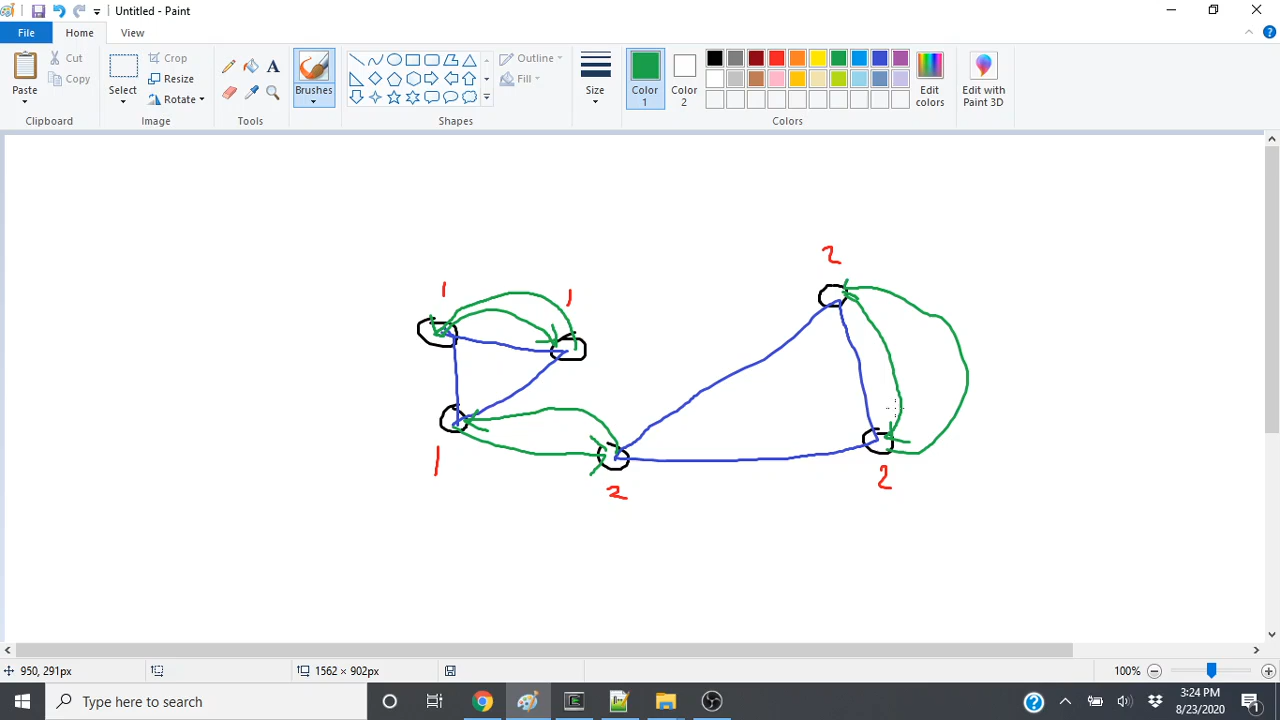 Untitled - Paint
File
Home
View
Paste
Cut
Copy
Clipboard
Select
Crop
Resize
Rotate
Image
A
Tools
Brushes
Outline
Fill
Shapes
Size
Color 1
Color 2
Edit colors
Colors
Edit with Paint 3D
2
1
1
1
2
2
950, 291px
1562 × 902px
100%
Type here to search
3:24 PM
8/23/2020
1